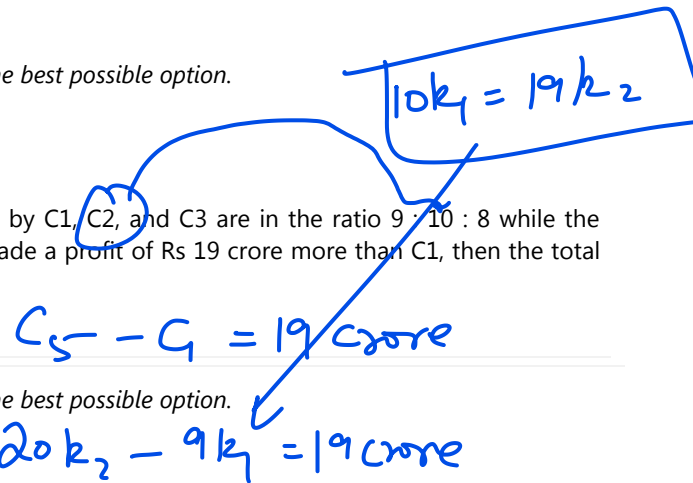 e best possible option.
10k₁ = 19k₂
by C1, C2, and C3 are in the ratio 9 : 10 : 8 while the
ade a profit of Rs 19 crore more than C1, then the total
C₅ - C₁ = 19 crore
e best possible option.
20k₂ - 9k₁ = 19 crore